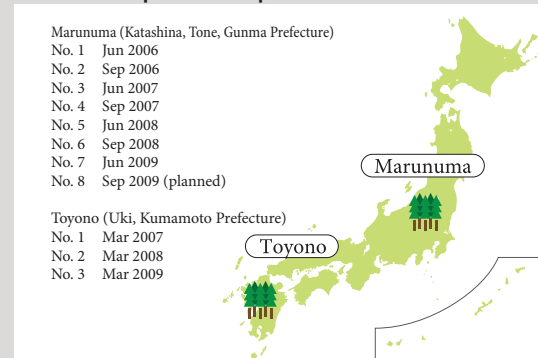 Marunuma (Katashina, Tone, Gunma Prefecture)
No. 1 Jun 2006
No. 2 Sep 2006
No. 3 Jun 2007
No. 4 Sep 2007
No. 5 Jun 2008
No. 6 Sep 2008
No. 7 Jun 2009
No. 8 Sep 2009 (planned)
Toyono (Uki, Kumamoto Prefecture)
No. 1 Mar 2007
No. 2 Mar 2008
No. 3 Mar 2009
Marunuma
Toyono